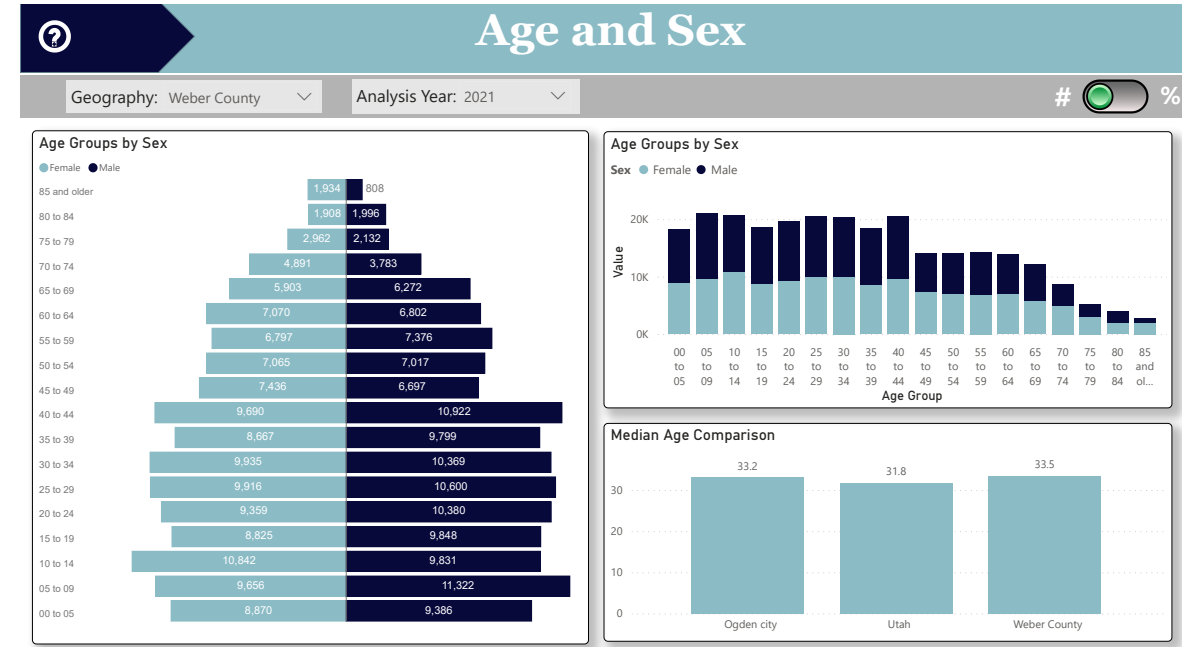 Age and Sex
Geography: Weber County
Analysis Year: 2021
# %
Age Groups by Sex
Female Male
85 and older 1,934 808
80 to 84 1,908 1,996
75 to 79 2,962 2,132
70 to 74 4,891 3,783
65 to 69 5,903 6,272
60 to 64 7,070 6,802
55 to 59 6,797 7,376
50 to 54 7,065 7,017
45 to 49 7,436 6,697
40 to 44 9,690 10,922
35 to 39 8,667 9,799
30 to 34 9,935 10,369
25 to 29 9,916 10,600
20 to 24 9,359 10,380
15 to 19 8,825 9,848
10 to 14 10,842 9,831
05 to 09 9,656 11,322
00 to 05 8,870 9,386
Age Groups by Sex
Sex Female Male
Value
20K
10K
0K
00 05 10 15 20 25 30 35 40 45 50 55 60 65 70 75 80 85
to to to to to to to to to to to to to to to to to and
05 09 14 19 24 29 34 39 44 49 54 59 64 69 74 79 84 ol...
Age Group
Median Age Comparison
33.2 31.8 33.5
30
20
10
0
Ogden city Utah Weber County